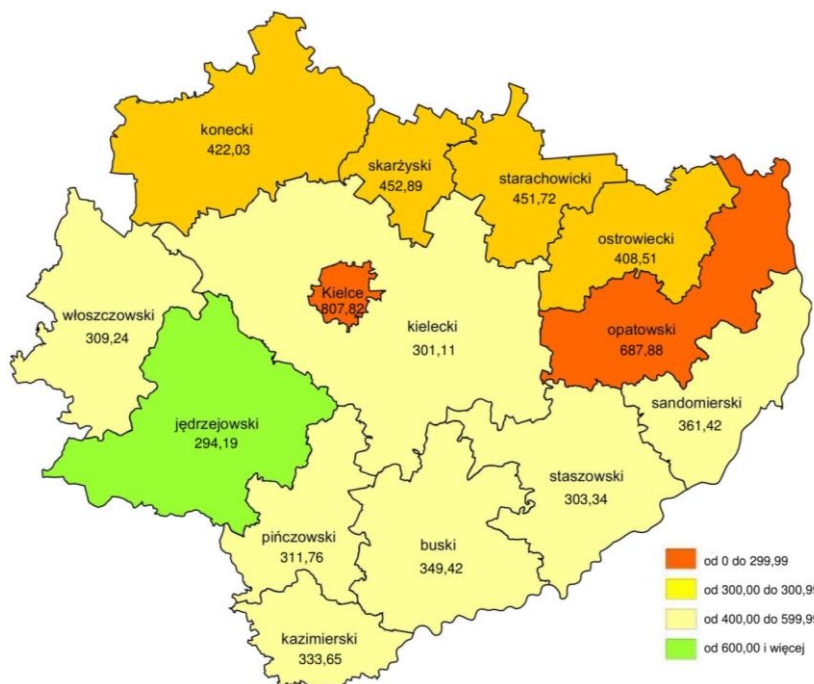 konecki
422,03
skarżyski
452,89
starachowicki
451,72
ostrowiecki
408,51
Kielce
807,82
włoszczowski
309,24
kielecki
301,11
opatowski
687,88
sandomierski
361,42
jędrzejowski
294,19
staszowski
303,34
pińczowski
311,76
buski
349,42
kazimierski
333,65
od 0 do 299,99
od 300,00 do 300,99
od 400,00 do 599,99
od 600,00 i więcej